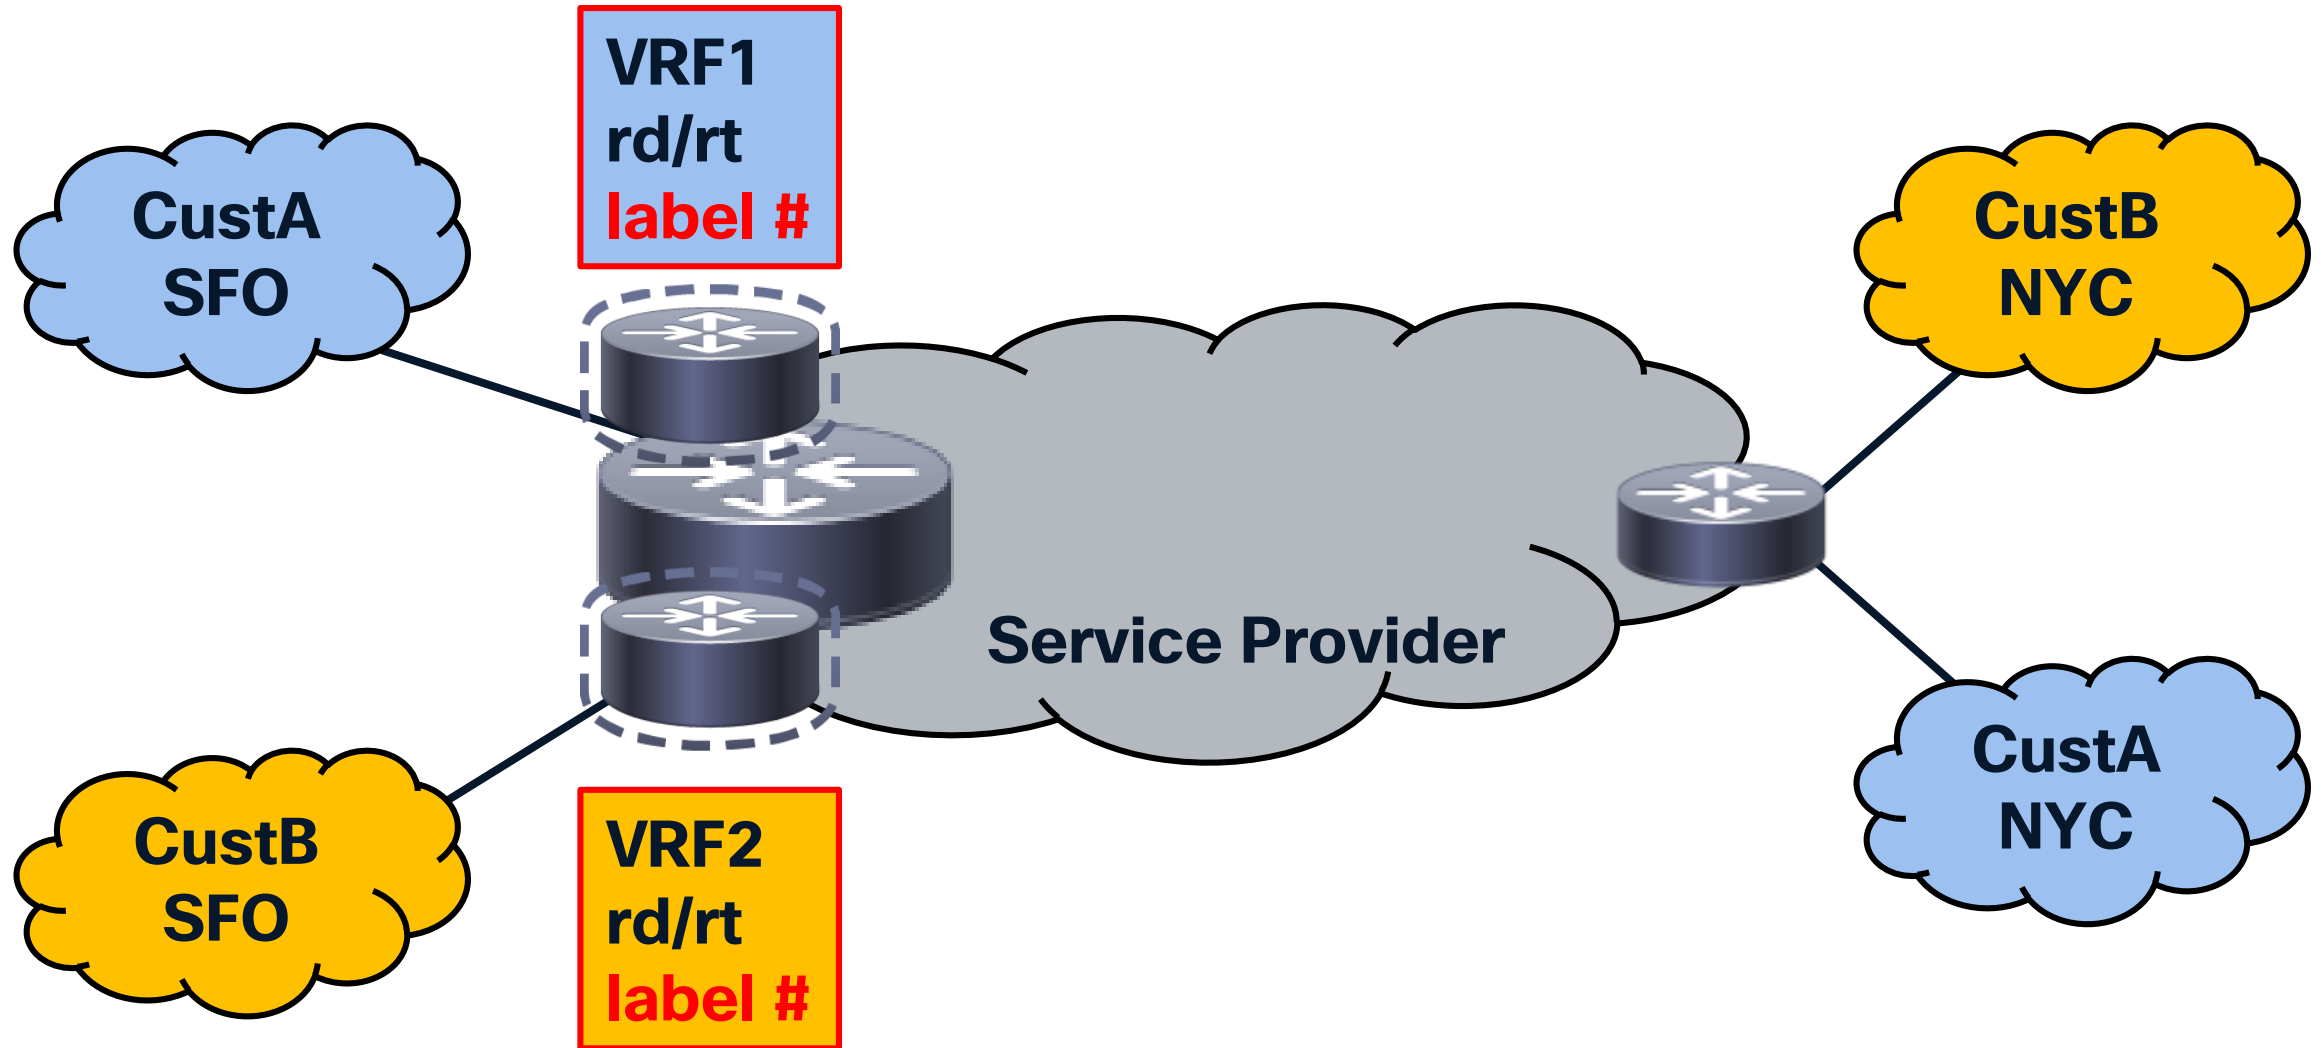 VRF1
rd/rt
label #
CustA
SFO
CustB
NYC
Service Provider
CustB
SFO
VRF2
rd/rt
label #
CustA
NYC